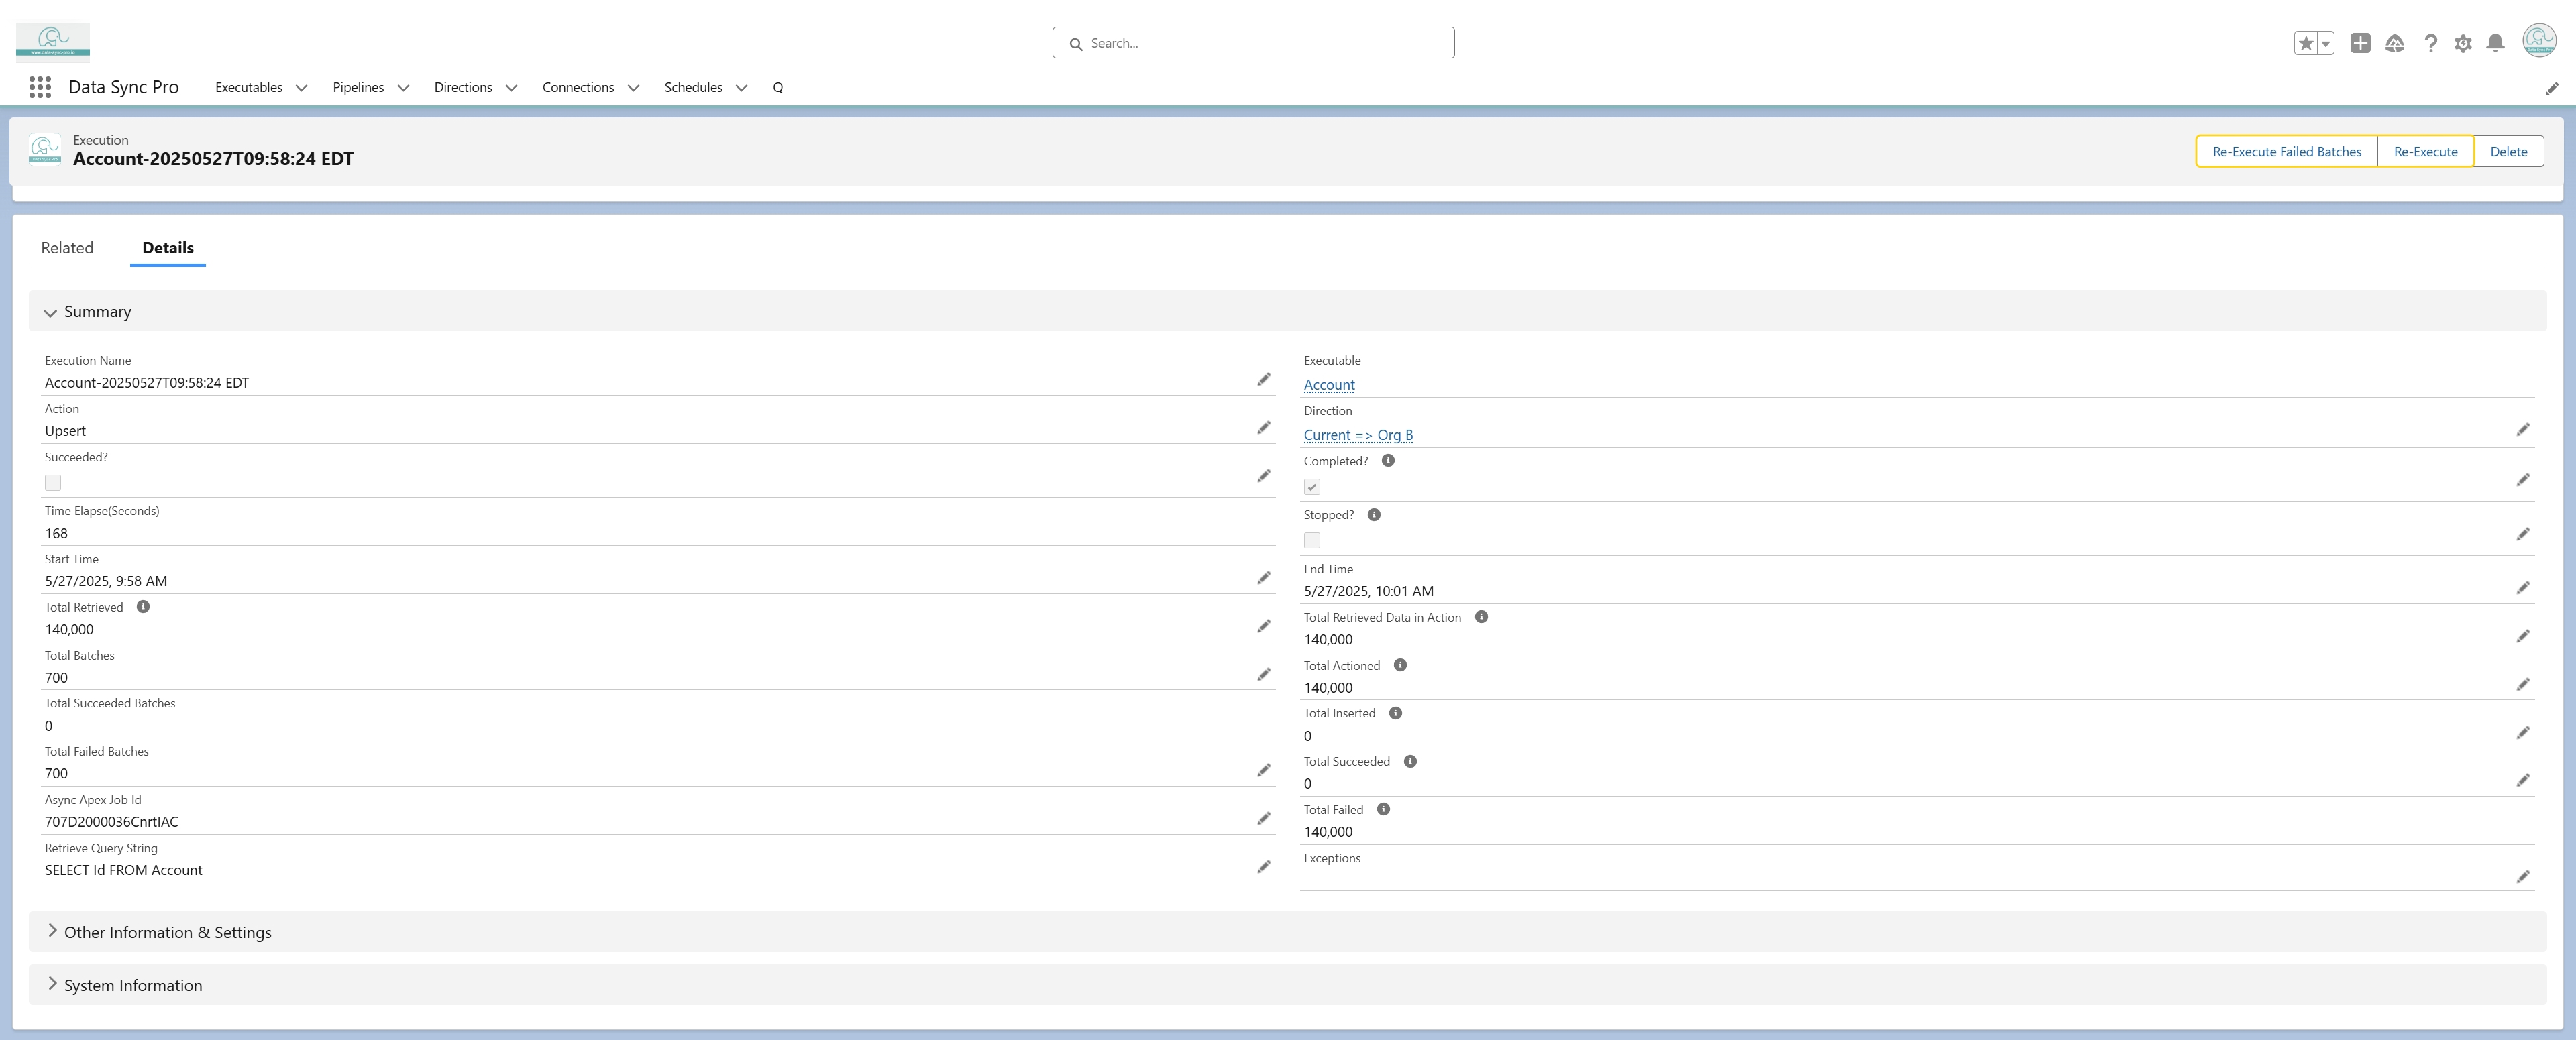 www.data-sync-pro.io
Search...
Data Sync Pro
Executables
Pipelines
Directions
Connections
Schedules
Q
Execution
Account-20250527T09:58:24 EDT
Re-Execute Failed Batches
Re-Execute
Delete
Related
Details
Summary
Execution Name
Account-20250527T09:58:24 EDT
Action
Upsert
Succeeded?
Time Elapse(Seconds)
168
Start Time
5/27/2025, 9:58 AM
Total Retrieved
140,000
Total Batches
700
Total Succeeded Batches
0
Total Failed Batches
700
Async Apex Job Id
707D2000036CnrtIAC
Retrieve Query String
SELECT Id FROM Account
Executable
Account
Direction
Current => Org B
Completed?
Stopped?
End Time
5/27/2025, 10:01 AM
Total Retrieved Data in Action
140,000
Total Actioned
140,000
Total Inserted
0
Total Succeeded
0
Total Failed
140,000
Exceptions
Other Information & Settings
System Information